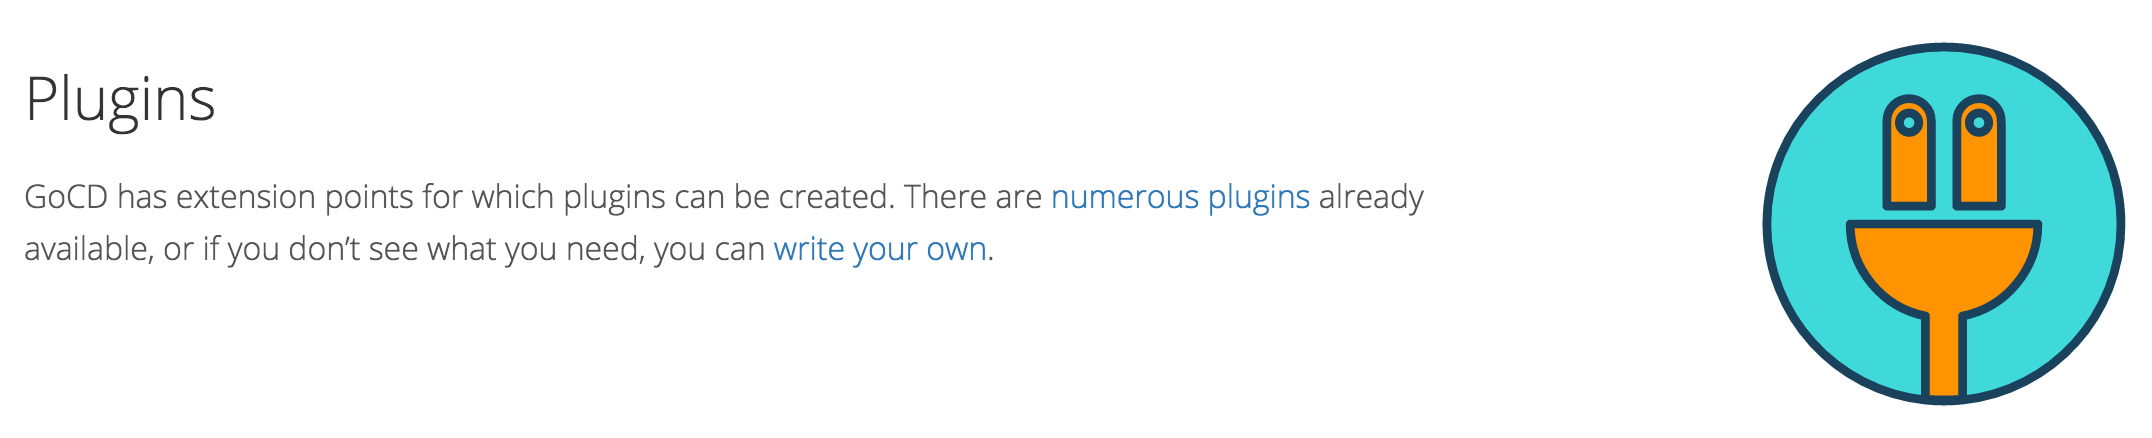 Plugins
GoCD has extension points for which plugins can be created. There are numerous plugins already
available, or if you don’t see what you need, you can write your own.